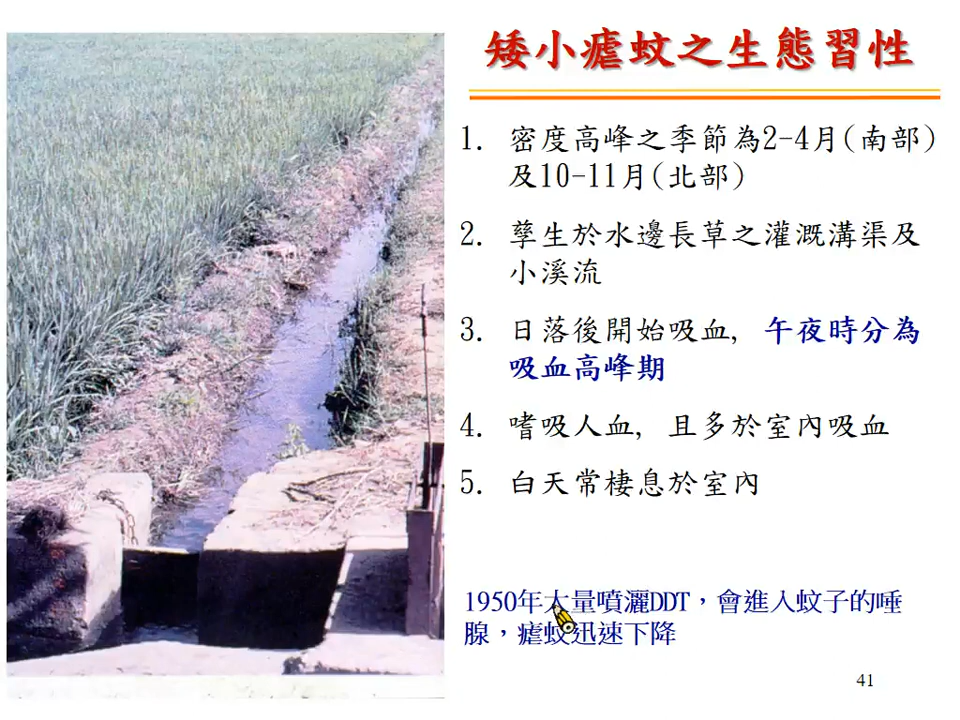 矮小瘧蚊之生態習性
1. 密度高峰之季節為2-4月(南部)
及10-11月(北部)
2. 孳生於水邊長草之灌溉溝渠及
小溪流
3. 日落後開始吸血, 午夜時分為
吸血高峰期
4. 嗜吸人血, 且多於室內吸血
5. 白天常棲息於室內
1950年大量噴灑DDT，會進入蚊子的唾
腺，瘧蚊迅速下降
41